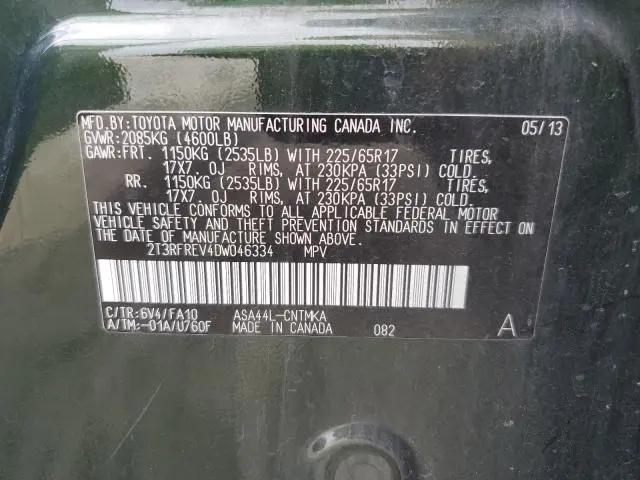 MFD.BY:TOYOTA MOTOR MANUFACTURING CANADA INC. 05/13
GVWR:2085KG (4600LB)
GAWR:FRT. 1150KG (2535LB) WITH 225/65R17 TIRES,
17X7 OJ RIMS, AT 230KPA (33PSI) COLD.
RR. 1150KG (2535LB) WITH 225/65R17 TIRES,
17X7 OJ RIMS, AT 230KPA (33PSI) COLD.
THIS VEHICLE CONFORMS TO ALL APPLICABLE FEDERAL MOTOR
VEHICLE SAFETY AND THEFT PREVENTION STANDARDS IN EFFECT ON
THE DATE OF MANUFACTURE SHOWN ABOVE.
2T3RFREV4DW046334 MPV
C/TR:6V4/FA10 ASA44L-CNTMKA
A/TM:-01A/U760F MADE IN CANADA 082 A